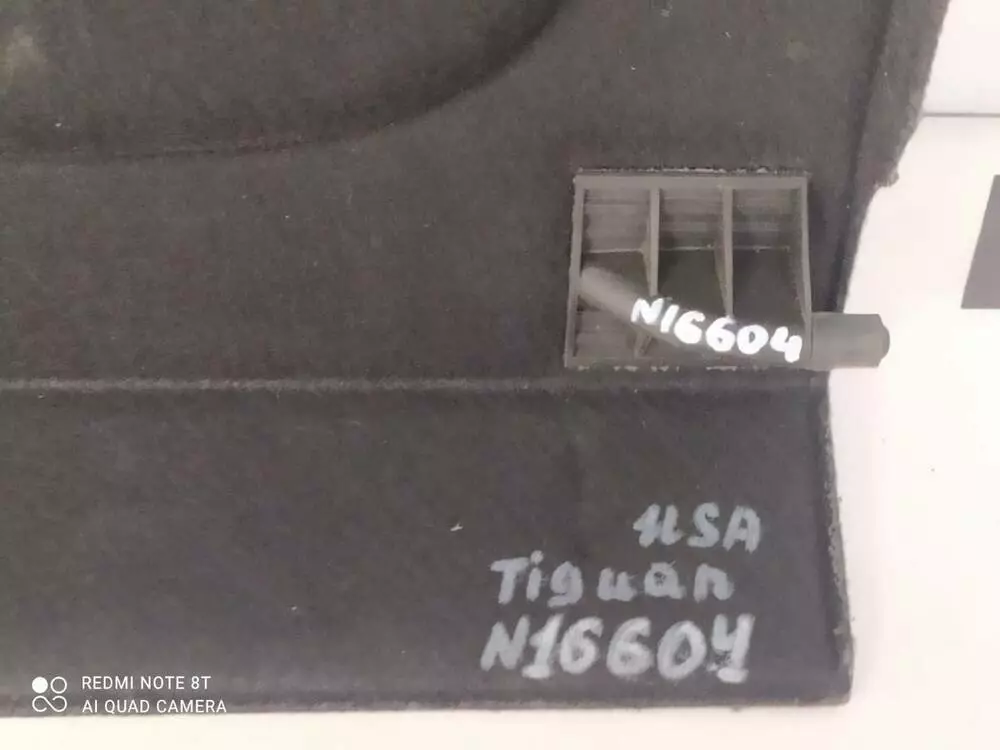 N16604
USA
Tiguan
N16604
REDMI NOTE 8T
AI QUAD CAMERA